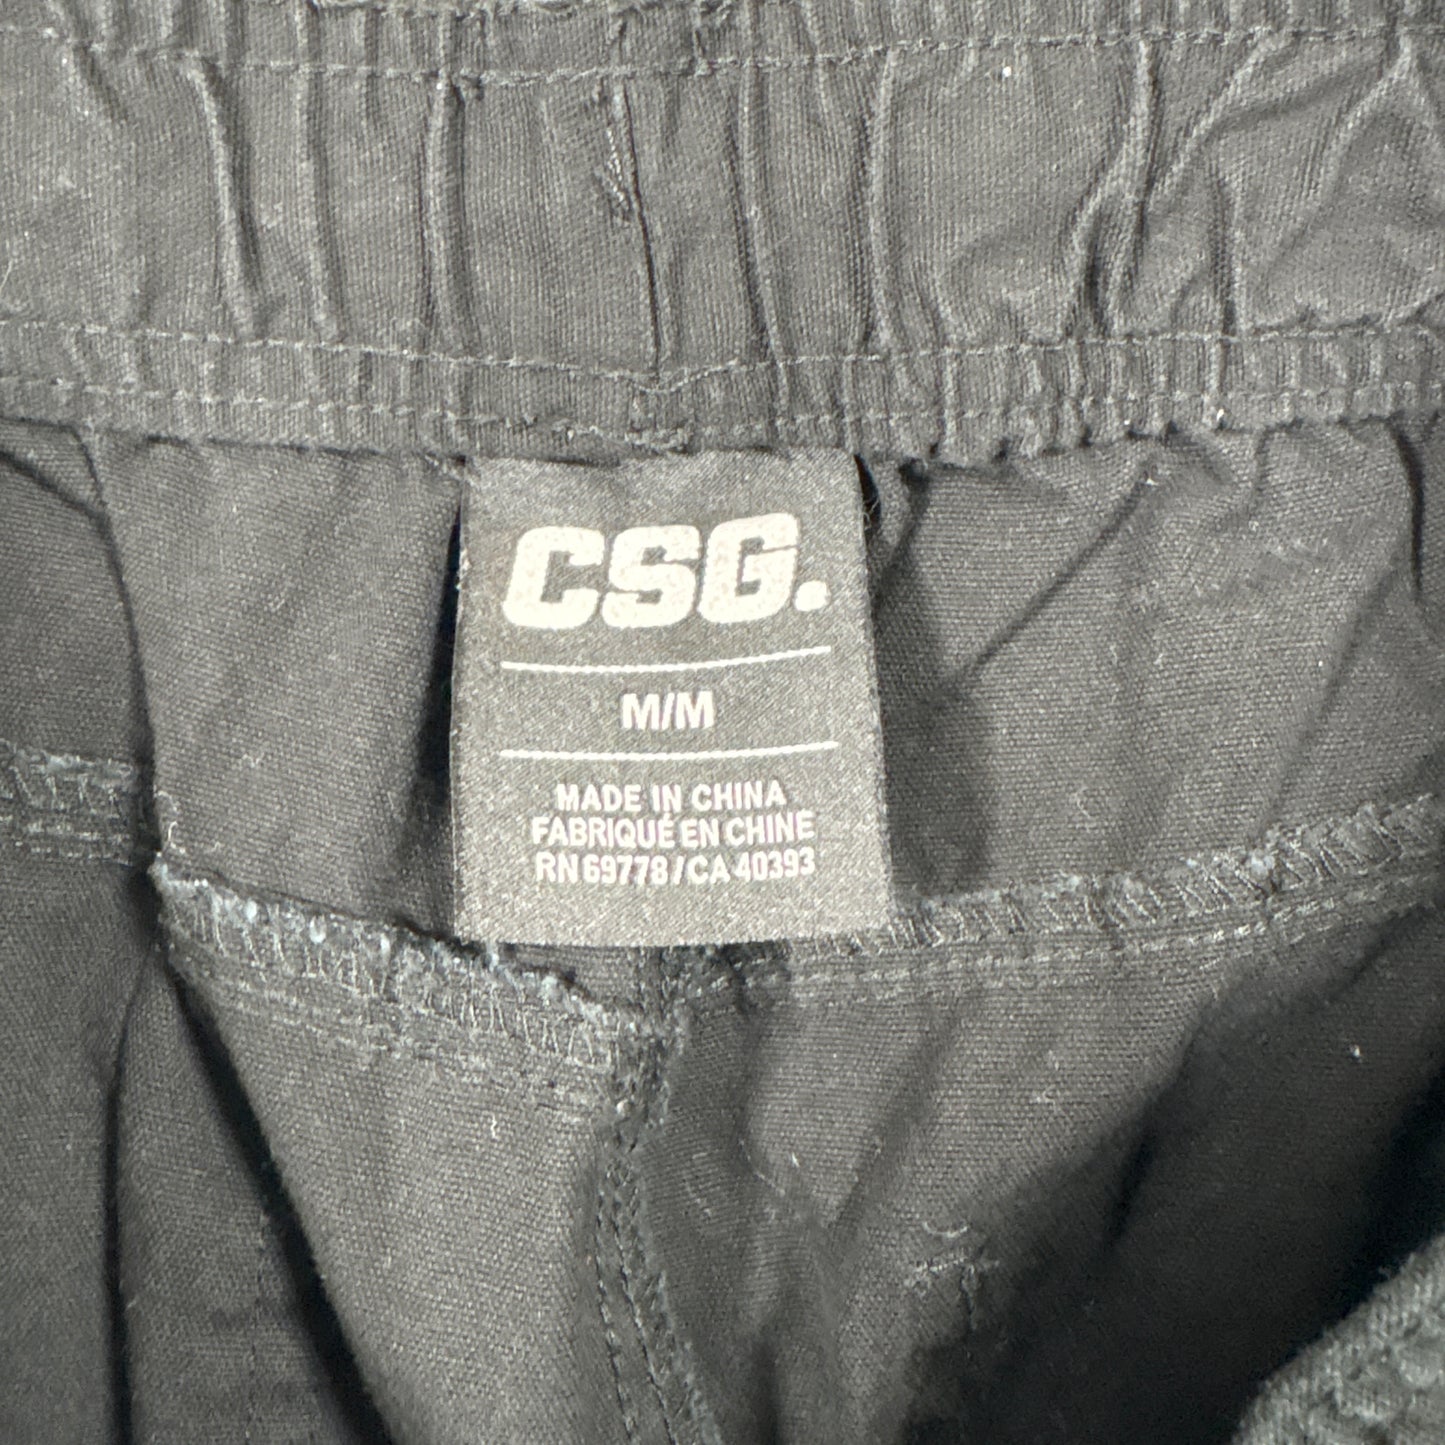 CSG.
M/M
MADE IN CHINA
FABRIQUÉ EN CHINE
RN 69778/CA 40393